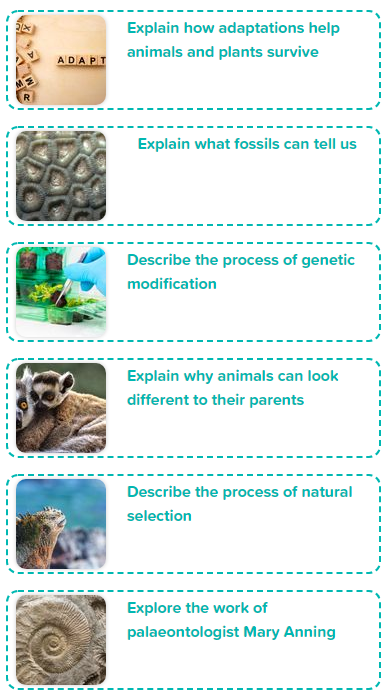 ADAPT
Explain how adaptations help
animals and plants survive
Explain what fossils can tell us
Describe the process of genetic
modification
Explain why animals can look
different to their parents
Describe the process of natural
selection
Explore the work of
palaeontologist Mary Anning